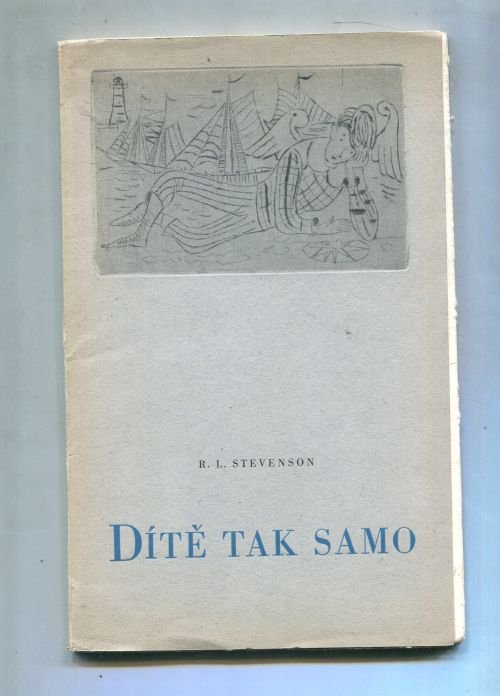 R. L. STEVENSON
DÍTĚ TAK SAMO